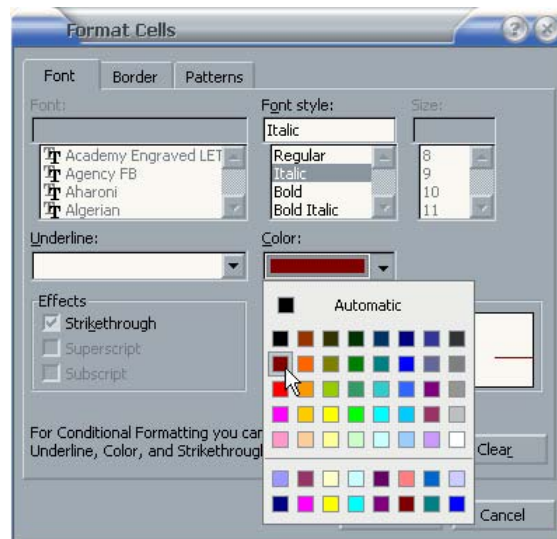 Format Cells
Font Border Patterns
Font: Font style: Size:
Italic
Academy Engraved LET
Agency FB
Aharoni
Algerian
Regular
Italic
Bold
Bold Italic
8
9
10
11
Underline: Color:
Effects
Strikethrough
Superscript
Subscript
Automatic
For Conditional Formatting you can
Underline, Color, and
Clear
Cancel